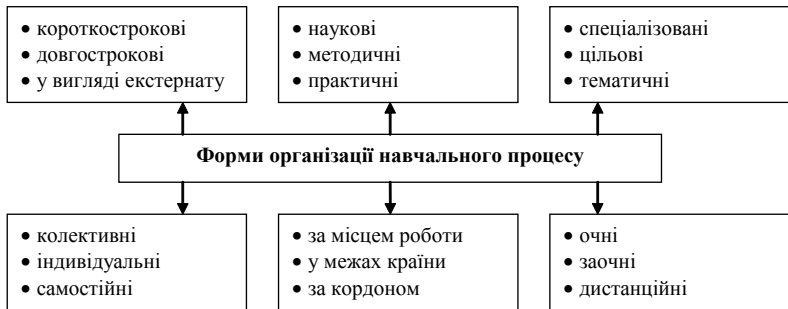 • короткострокові
• довгострокові
• у вигляді екстернату
• наукові
• методичні
• практичні
• спеціалізовані
• цільові
• тематичні
Форми організації навчального процесу
• колективні
• індивідуальні
• самостійні
• за місцем роботи
• у межах країни
• за кордоном
• очні
• заочні
• дистанційні